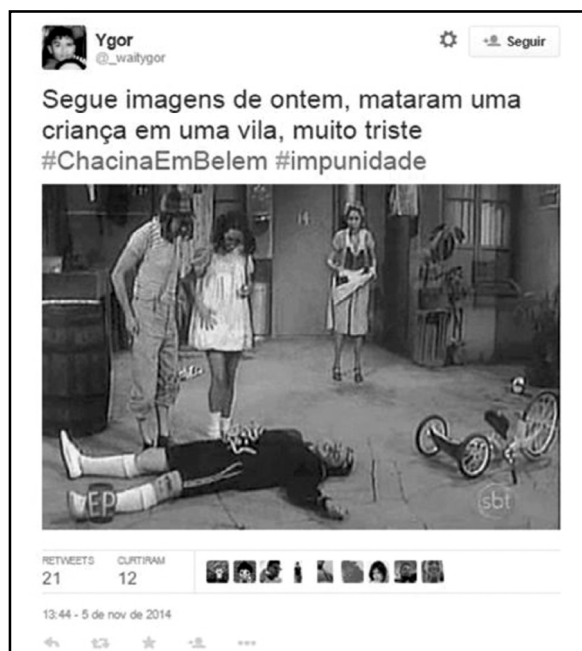 Ygor
@_waitygor
Seguir
Segue imagens de ontem, mataram uma
criança em uma vila, muito triste
#ChacinaEmBelem #impunidade
14
EP
sbt
RETWEETS
21
CURTIRAM
12
13:44 - 5 de nov de 2014